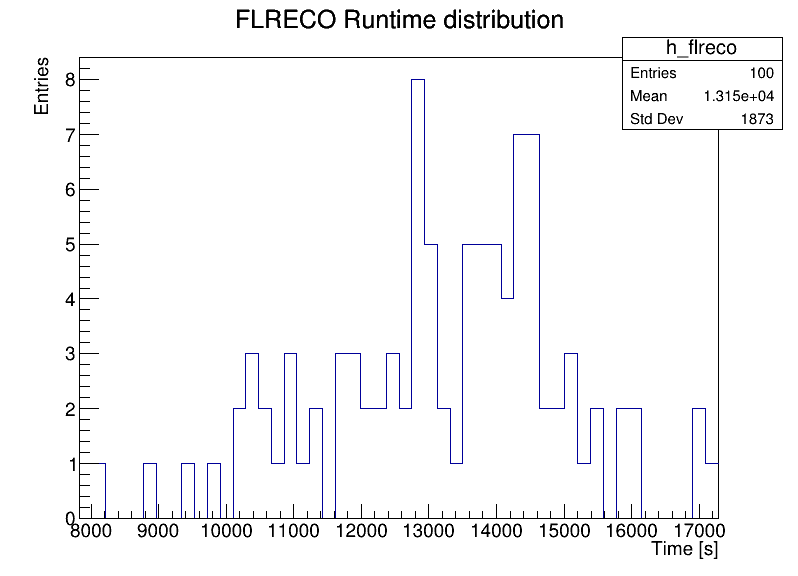 FLRECO Runtime distribution
h_flreco
Entries 100
Mean 1.315e+04
Std Dev 1873
Entries
8
7
6
5
4
3
2
1
0
8000 9000 10000 11000 12000 13000 14000 15000 16000 17000
Time [s]